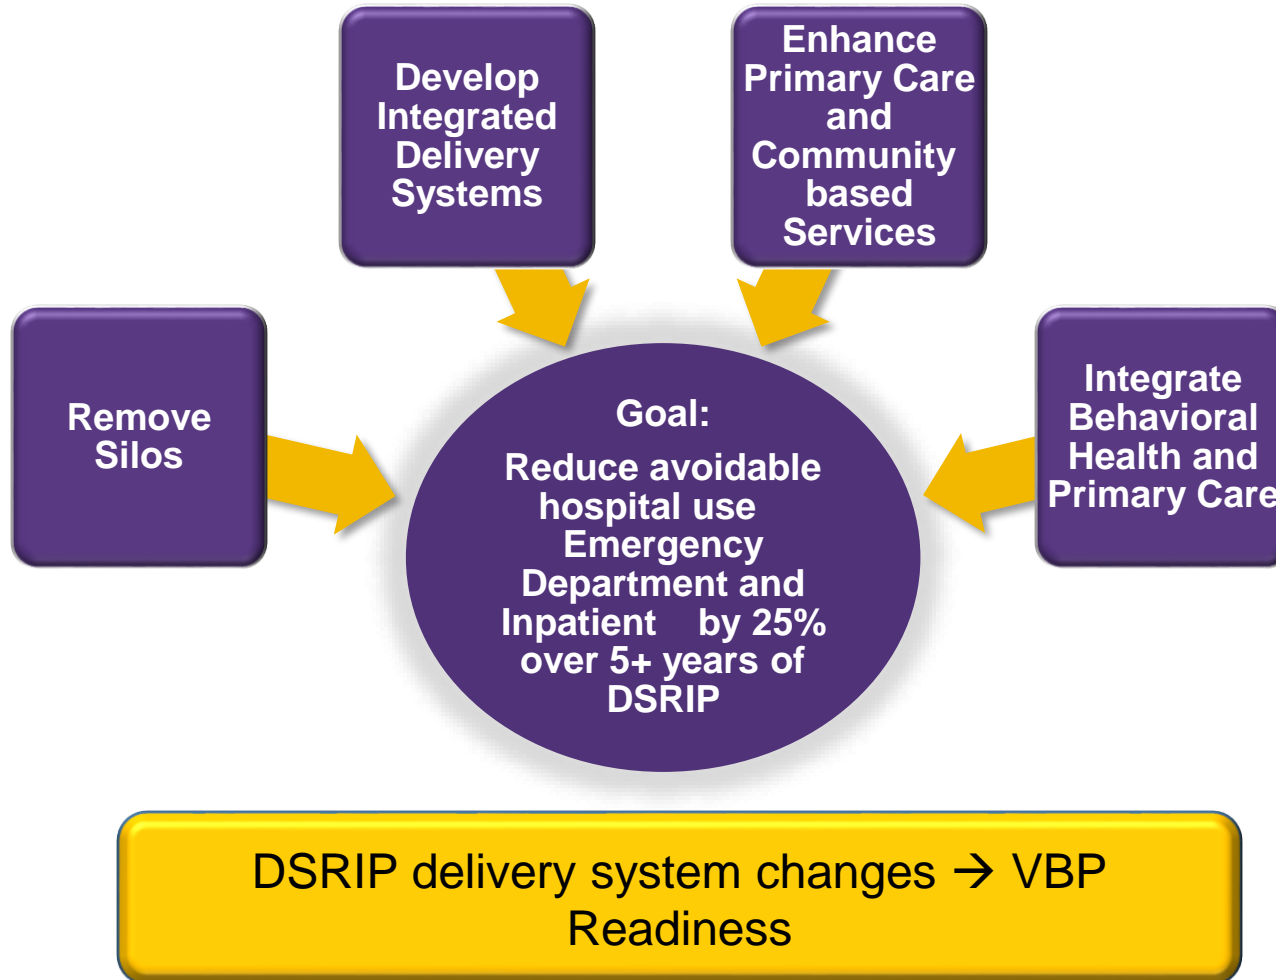 Develop
Integrated
Delivery
Systems
Enhance
Primary Care
and
Community
based
Services
Remove
Silos
Integrate
Behavioral
Health and
Primary Care
Goal:
Reduce avoidable
hospital use
Emergency
Department and
Inpatient by 25%
over 5+ years of
DSRIP
DSRIP delivery system changes → VBP
Readiness